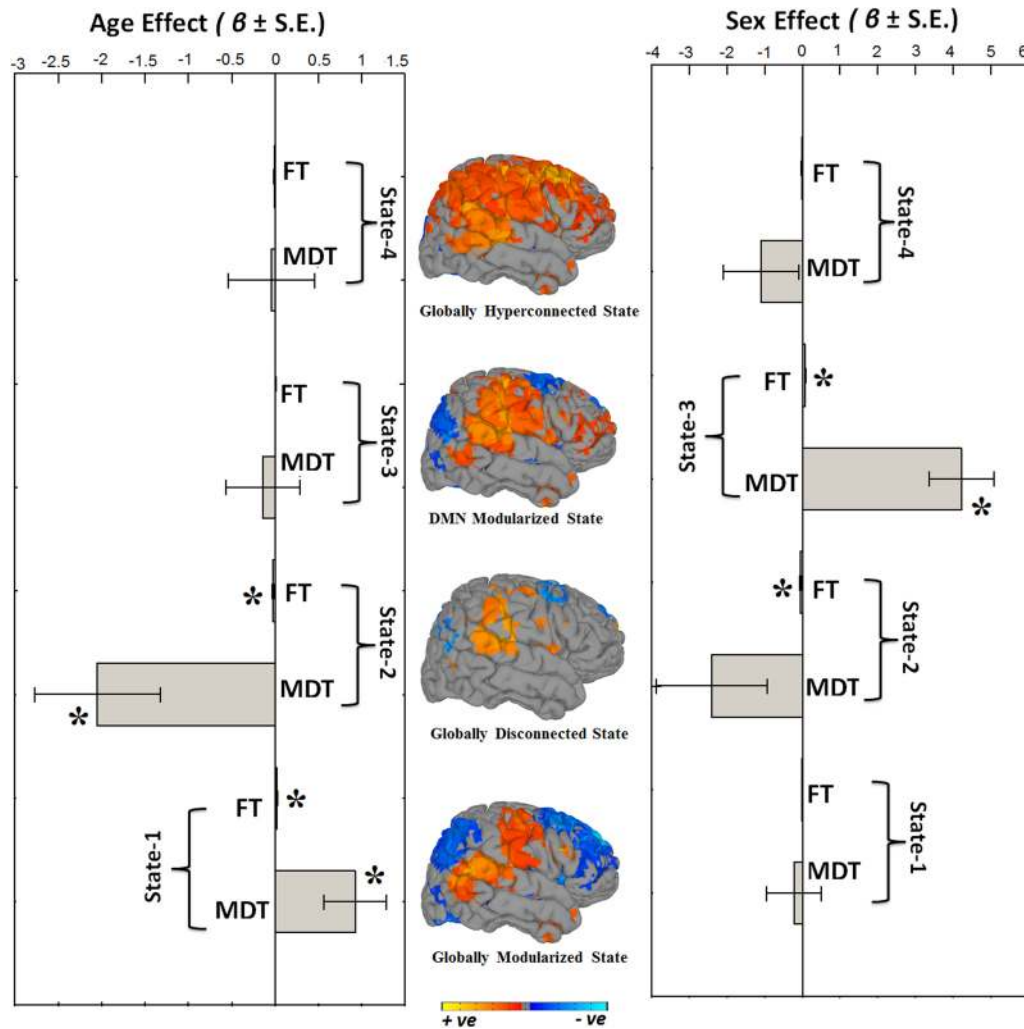 Age Effect ( β ± S.E.)
-3 -2.5 -2 -1.5 -1 -0.5 0 0.5 1 1.5
FT
MDT
State-4
FT
MDT
State-3
*
FT
*
MDT
State-2
FT
*
MDT
*
State-1
Globally Hyperconnected State
DMN Modularized State
Globally Disconnected State
Globally Modularized State
+ ve - ve
Sex Effect ( β ± S.E.)
-4 -3 -2 -1 0 1 2 3 4 5 6
FT
MDT
State-4
FT
*
MDT
*
State-3
*
FT
MDT
State-2
FT
MDT
State-1